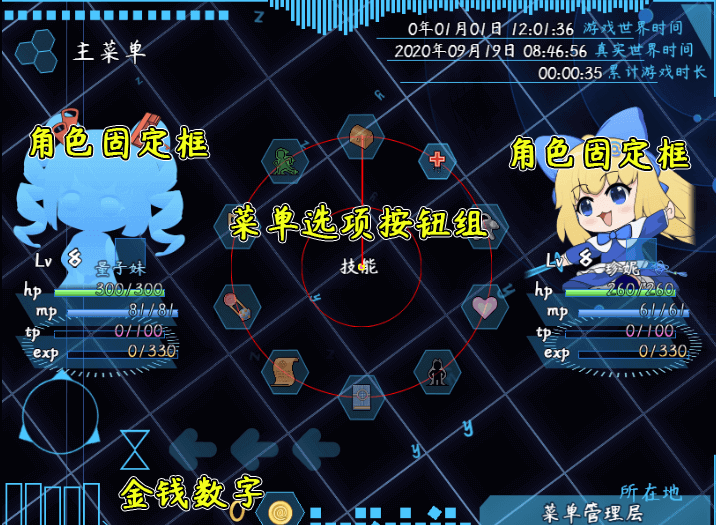 0年01月01日 12:01:36 游戏世界时间
主菜单
2020年09月19日 08:46:56 真实世界时间
00:00:35 累计游戏时长
角色固定框
角色固定框
菜单选项按钮组
技能
Lv 8
量子妹
hp 300/300
mp 81/81
tp 0/100
exp 0/330
Lv 8
珍妮
hp 260/260
mp 61/61
tp 0/100
exp 0/330
金钱数字
0
所在地
菜单管理层